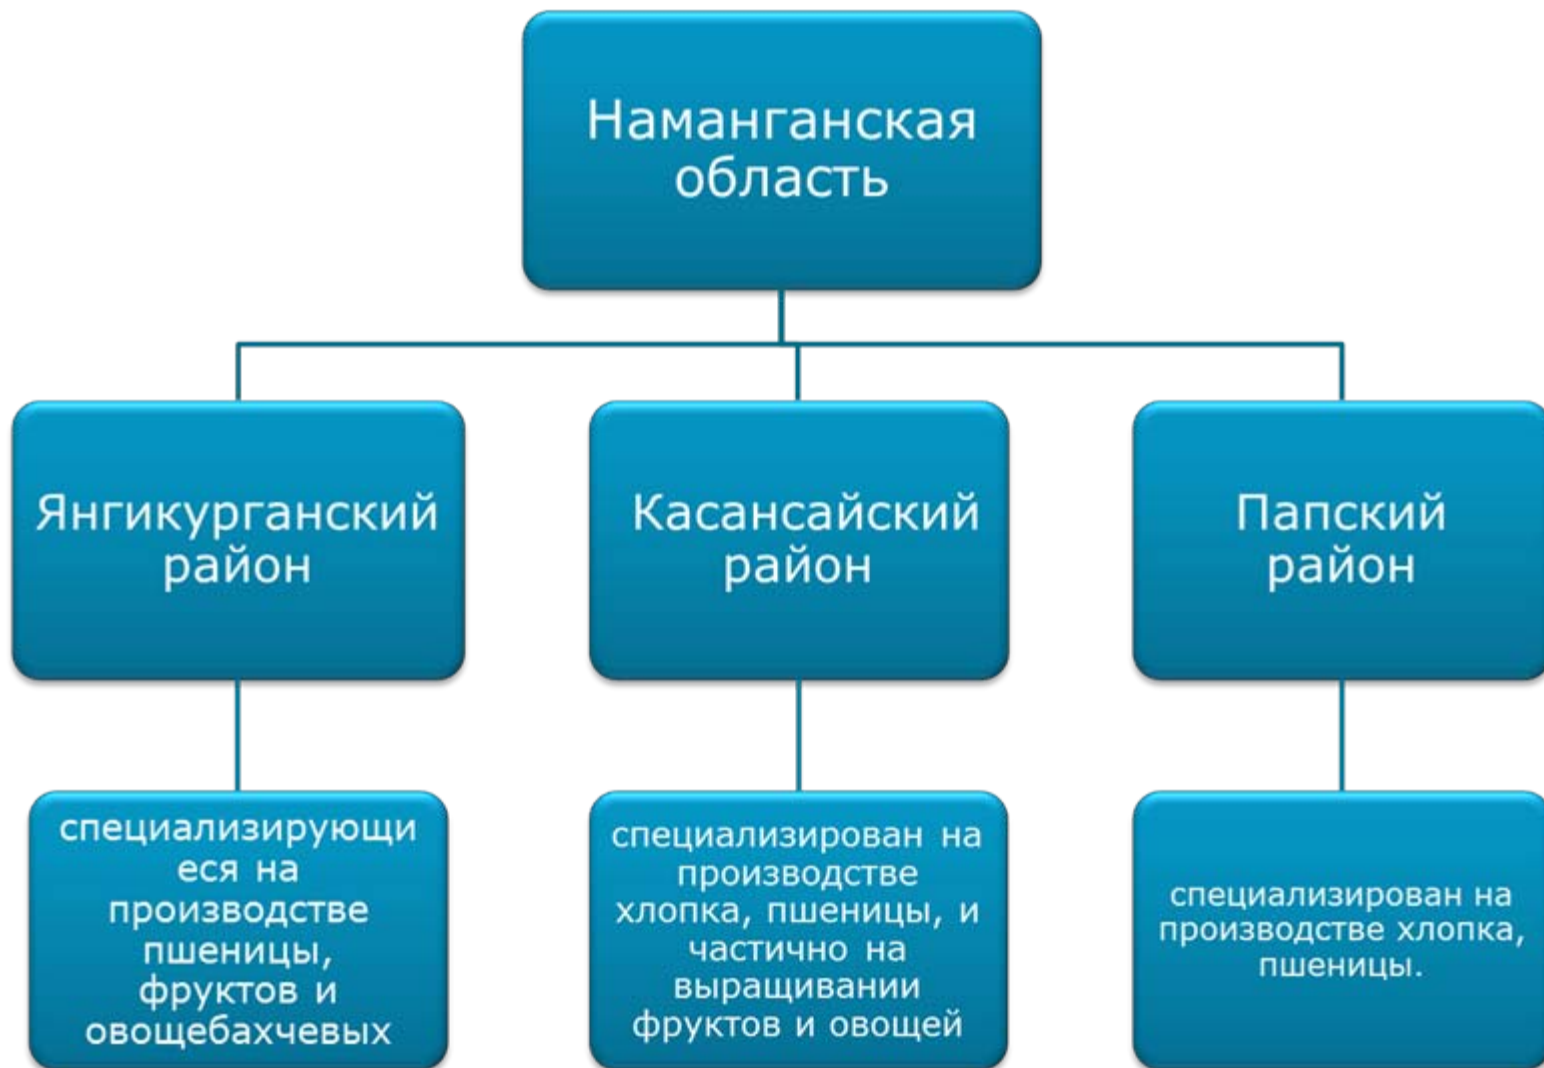 Наманганская
область
Янгикурганский
район
Касансайский
район
Папский
район
специализирующи
еся на
производстве
пшеницы,
фруктов и
овощебахчевых
специализирован на
производстве
хлопка, пшеницы, и
частично на
выращивании
фруктов и овощей
специализирован на
производстве хлопка,
пшеницы.